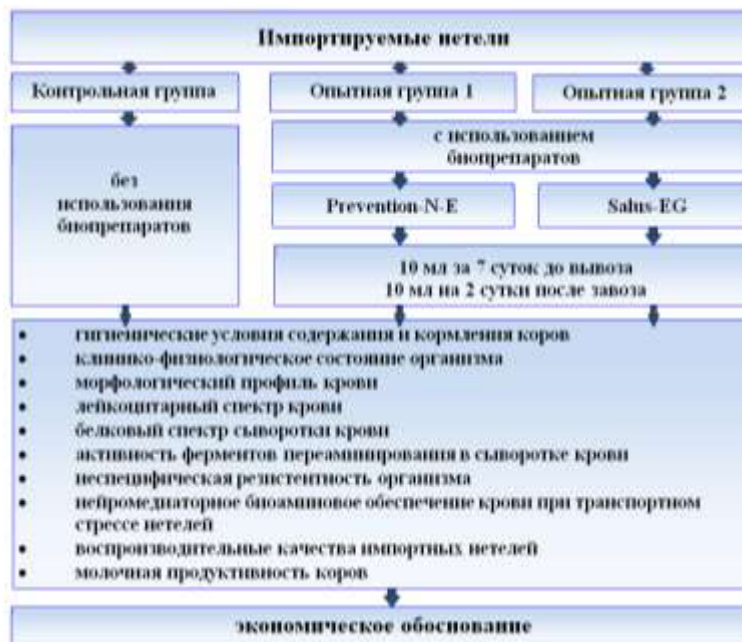 Импортируемые нетели
Контрольная группа
Опытная группа 1
Опытная группа 2
без
использования
биопрепаратов
с использованием
биопрепаратов
Prevention-N-E
Salus-EG
10 мл за 7 суток до вывоза
10 мл на 2 сутки после завоза
• гигиенические условия содержания и кормления коров
• клинико-физиологическое состояние организма
• морфологический профиль крови
• лейкоцитарный спектр крови
• белковый спектр сыворотки крови
• активность ферментов переаминирования в сыворотке крови
• неспецифическая резистентность организма
• нейромедиаторное биоаминовое обеспечение крови при транспортном
стрессе нетелей
• воспроизводительные качества импортных нетелей
• молочная продуктивность коров
экономическое обоснование